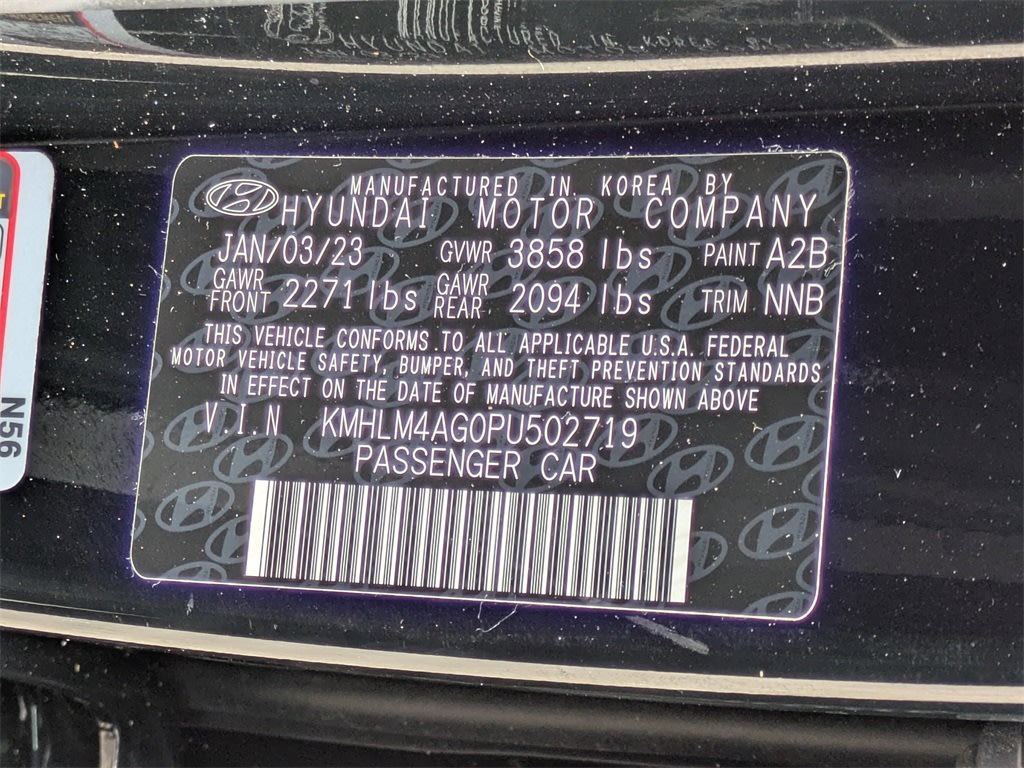 MANUFACTURED IN KOREA BY
HYUNDAI MOTOR COMPANY
JAN/03/23 GVWR 3858 lbs PAINT A2B
GAWR FRONT 2271 lbs GAWR REAR 2094 lbs TRIM NNB
THIS VEHICLE CONFORMS TO ALL APPLICABLE U.S.A. FEDERAL
MOTOR VEHICLE SAFETY, BUMPER, AND THEFT PREVENTION STANDARDS
IN EFFECT ON THE DATE OF MANUFACTURE SHOWN ABOVE
V.I.N KMHLM4AG0PU502719
PASSENGER CAR
N56